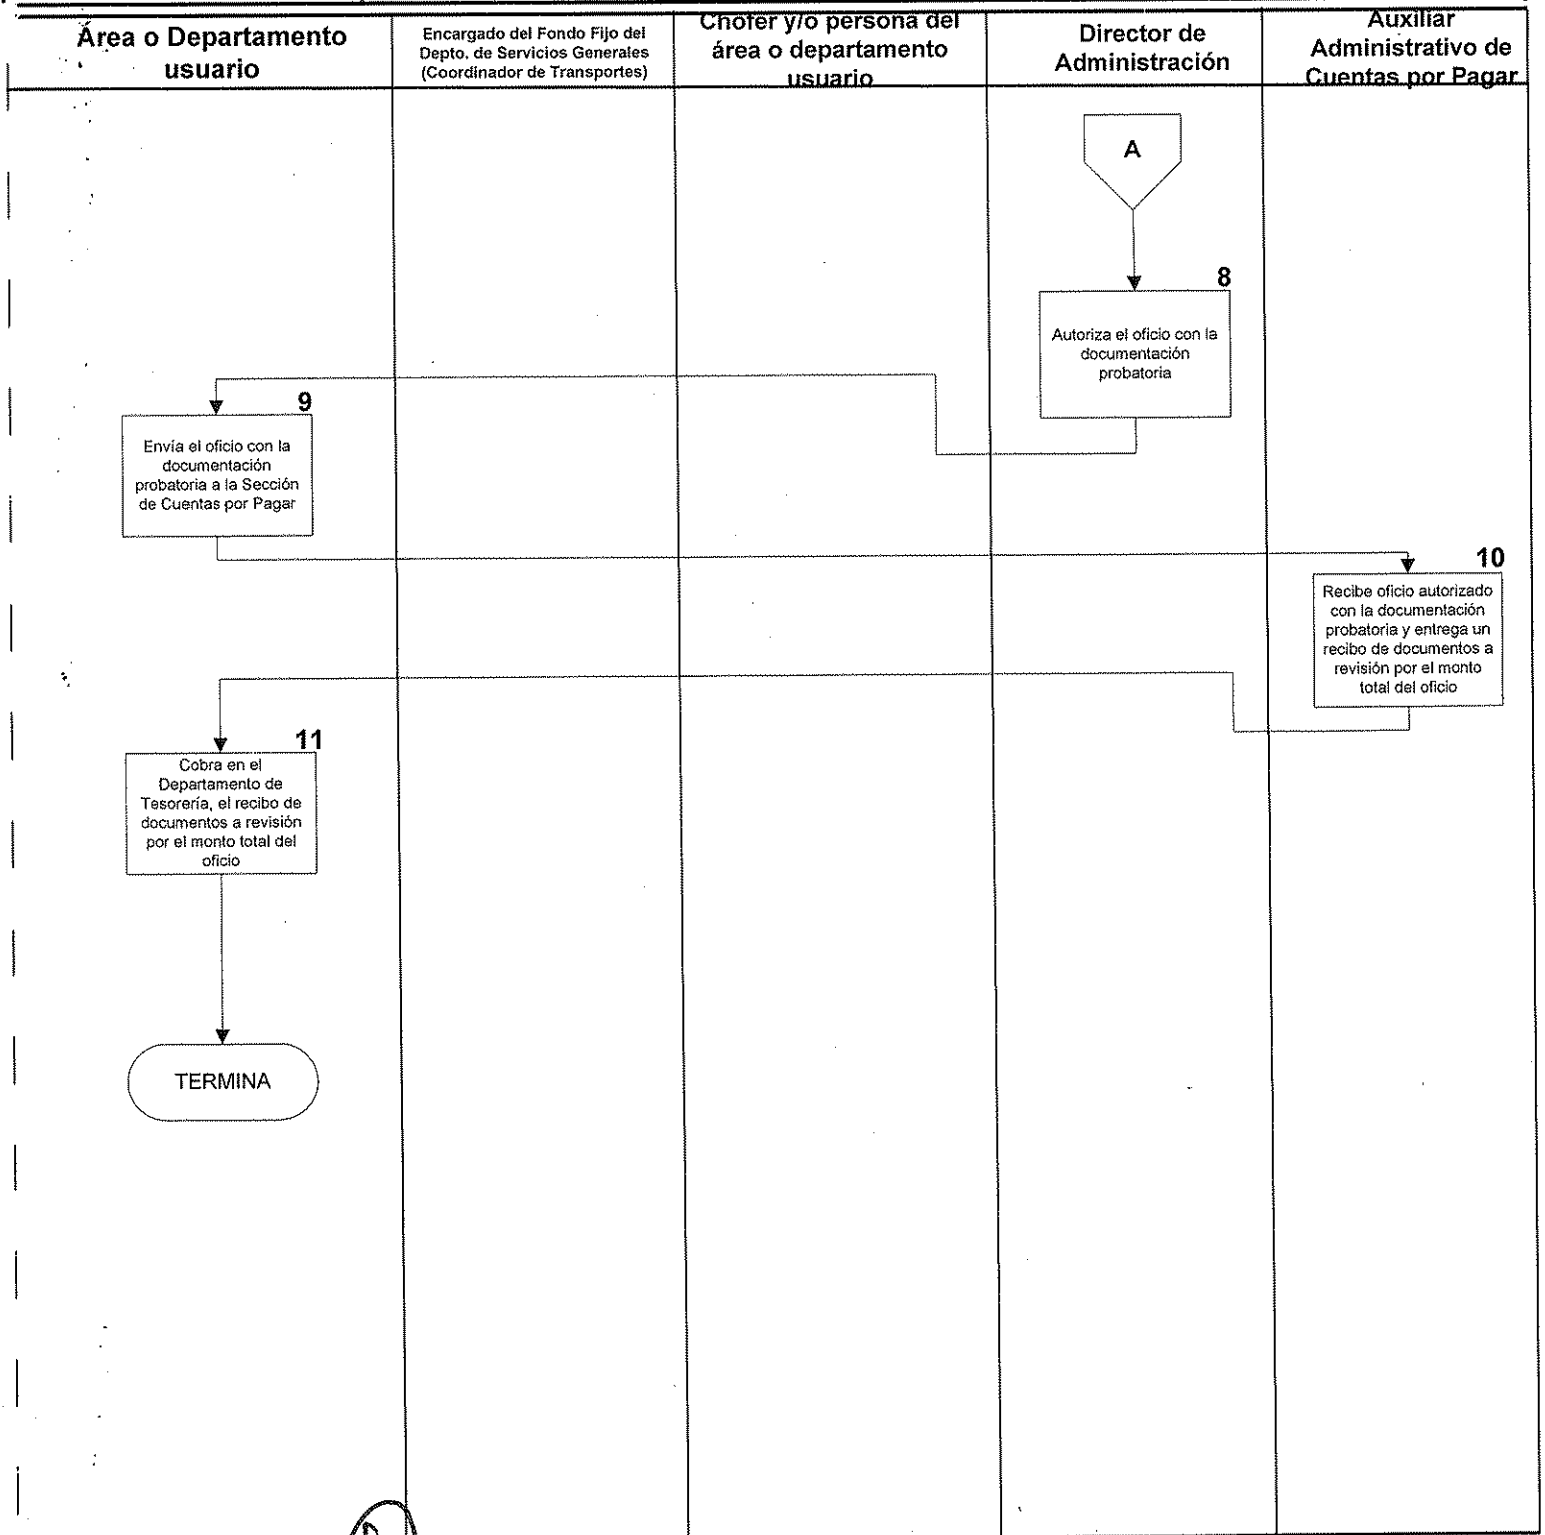 Área o Departamento
usuario
Encargado del Fondo Fijo del
Depto. de Servicios Generales
(Coordinador de Transportes)
Chofer y/o persona del
área o departamento
usuario
Director de
Administración
Auxiliar
Administrativo de
Cuentas por Pagar
A
8
Autoriza el oficio con la
documentación
probatoria
9
Envía el oficio con la
documentación
probatoria a la Sección
de Cuentas por Pagar
10
Recibe oficio autorizado
con la documentación
probatoria y entrega un
recibo de documentos a
revisión por el monto
total del oficio
11
Cobra en el
Departamento de
Tesorería, el recibo de
documentos a revisión
por el monto total del
oficio
TERMINA